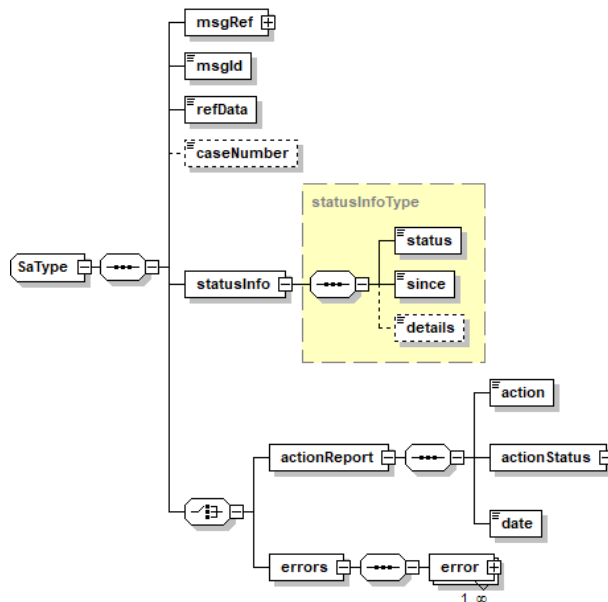 msgRef
msgId
refData
caseNumber
statusInfoType
status
SaType
statusInfo
since
details
action
actionReport
actionStatus
date
errors
error
1 ∞